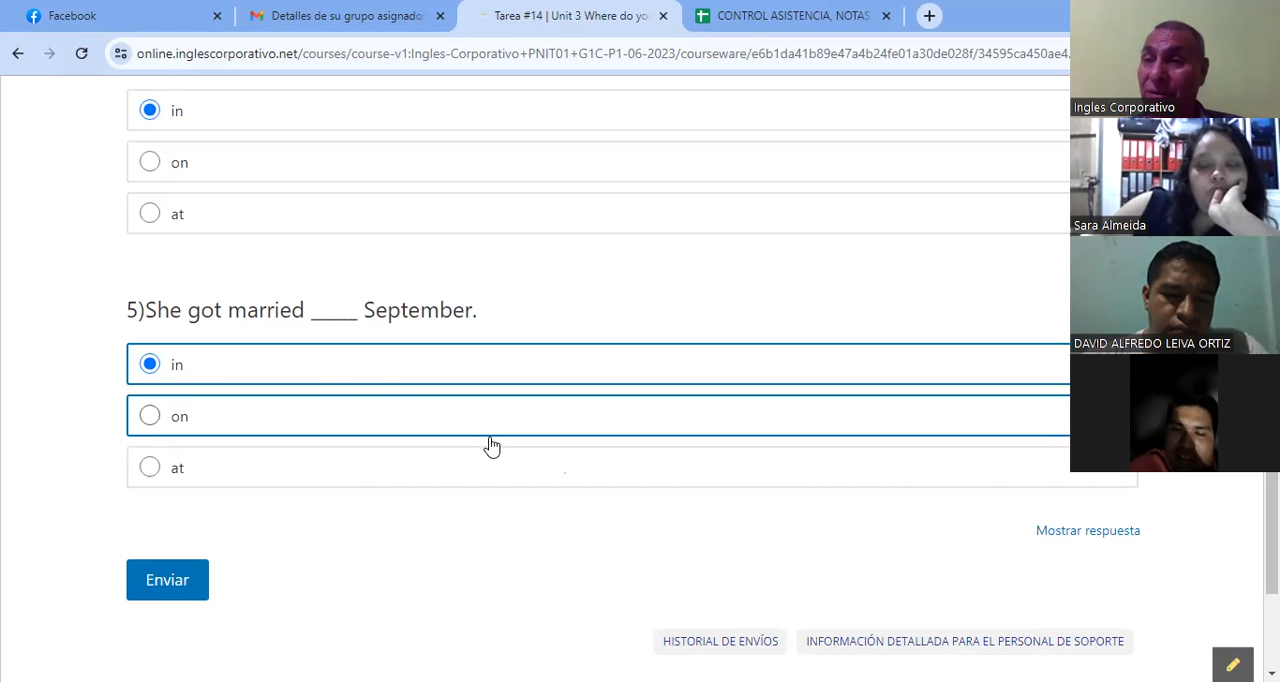 Facebook
Detalles de su grupo asignado
Tarea #14 | Unit 3 Where do yo
CONTROL ASISTENCIA, NOTAS
online.inglescorporativo.net/courses/course-v1:Ingles-Corporativo+PNIT01+G1C-P1-06-2023/courseware/e6b1da41b89e47a4b24fe01a30de028f/34595ca450ae4.
Ingles Corporativo
in
on
at
Sara Almeida
5)She got married _____ September.
DAVID ALFREDO LEIVA ORTIZ
in
on
at
Mostrar respuesta
Enviar
HISTORIAL DE ENVÍOS
INFORMACIÓN DETALLADA PARA EL PERSONAL DE SOPORTE